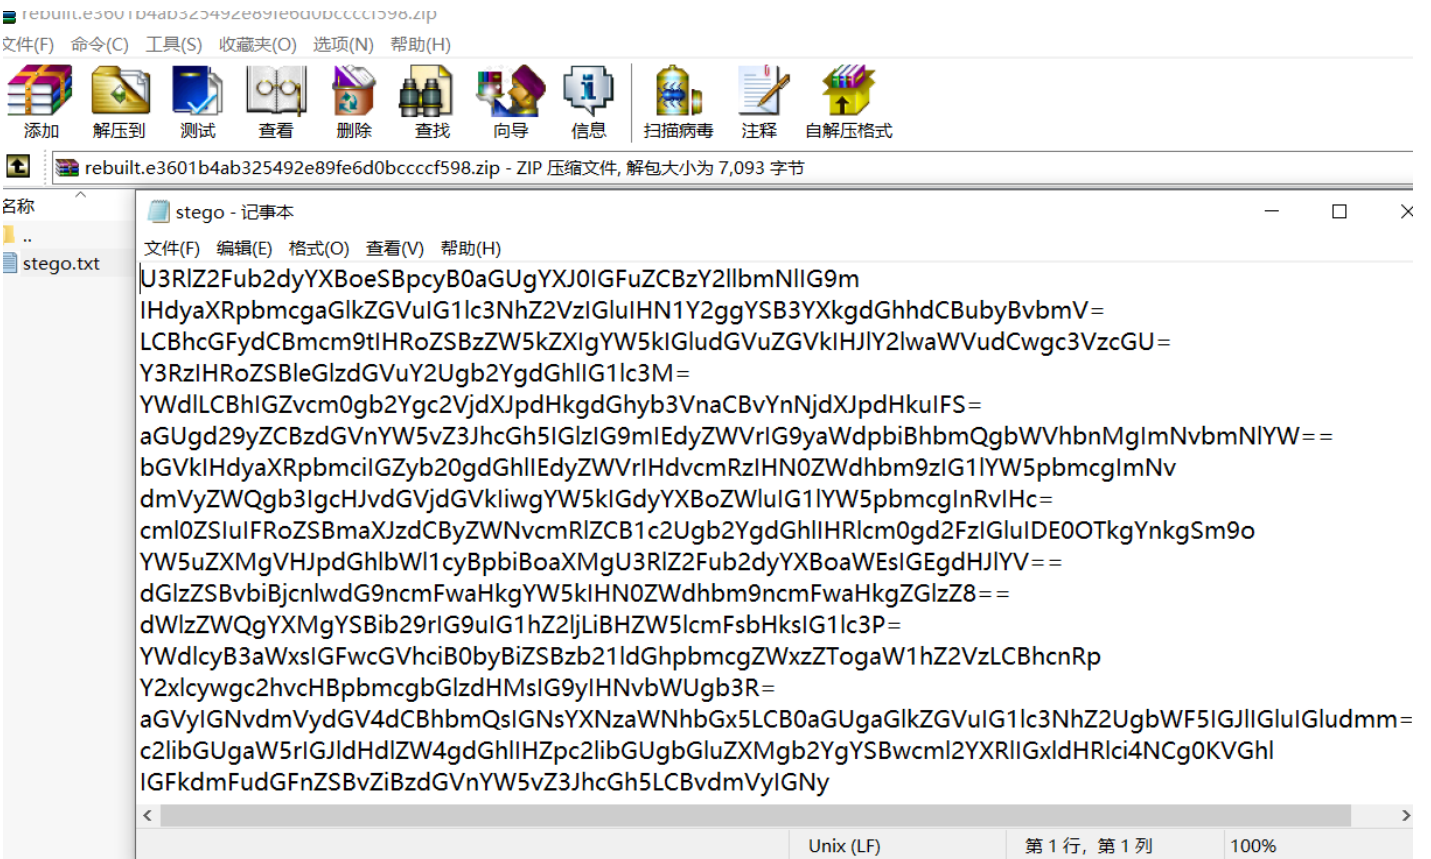 rebuilt.e3601b4ab325492e89fe6d0bccccf598.zip
文件(F) 命令(C) 工具(S) 收藏夹(O) 选项(N) 帮助(H)
添加 解压到 测试 查看 删除 查找 向导 信息 扫描病毒 注释 自解压格式
rebuilt.e3601b4ab325492e89fe6d0bccccf598.zip - ZIP 压缩文件, 解包大小为 7,093 字节
名称
..
stego.txt
stego - 记事本
文件(F) 编辑(E) 格式(O) 查看(V) 帮助(H)
U3RlZ2Fub2dyYXBoeSBpcyB0aGUgYXJ0IGFuZCBzY2llbmNlIG9m
IHdyaXRpbmcgaGlkZGVuIG1lc3NhZ2VzIGluIHN1Y2ggYSB3YXkgdGhhdCBubyBvbmV=
LCBhcGFydCBmcm9tIHRoZSBzZW5kZXIgYW5kIGludGVuZGVkIHJlY2lwaWVudCwgc3VzcGU=
Y3RzIHRoZSBleGlzdGVuY2Ugb2YgdGhlIG1lc3M=
YWdlLCBhIGZvcm0gb2Ygc2VjdXJpdHkgdGhyb3VnaCBvYnNjdXJpdHkuIFS=
aGUgd29yZCBzdGVnYW5vZ3JhcGh5IGlzIG9mIEdyZWVrIG9yaWdpbiBhbmQgbWVhbnMgImNvbmNlYW==
bGVkIHdyaXRpbmciIGZyb20gdGhlIEdyZWVrIHdvcmRzIHN0ZWdhbm9zIG1lYW5pbmcgImNv
dmVyZWQgb3IgcHJvdGVjdGVkIiwgYW5kIGdyYXBoZWluIG1lYW5pbmcgInRvIHc=
cml0ZSIuIFRoZSBmaXJzdCByZWNvcmRlZCB1c2Ugb2YgdGhlIHRlcm0gd2FzIGluIDE0OTkgYnkgSm9o
YW5uZXMgVHJpdGhlbWl1cyBpbiBoaXMgU3RlZ2Fub2dyYXBoaWEsIGEgdHJlYV==
dGlzZSBvbiBjcnlwdG9ncmFwaHkgYW5kIHN0ZWdhbm9ncmFwaHkgZGlzZ8==
dWlzZWQgYXMgYSBib29rIG9uIG1hZ2ljLiBHZW5lcmFsbHksIG1lc3P=
YWdlcyB3aWxsIGFwcGVhciB0byBiZSBzb21ldGhpbmcgZWxzZTogaW1hZ2VzLCBhcnRp
Y2xlcywgc2hvcHBpbmcgbGlzdHMsIG9yIHNvbWUgb3R=
aGVyIGNvdmVydGV4dCBhbmQsIGNsYXNzaWNhbGx5LCB0aGUgaGlkZGVuIG1lc3NhZ2UgbWF5IGJlIGluIGludmm=
c2libGUgaW5rIGJldHdlZW4gdGhlIHZpc2libGUgbGluZXMgb2YgYSBwcml2YXRlIGxldHRlci4NCg0KVGhl
IGFkdmFudGFnZSBvZiBzdGVnYW5vZ3JhcGh5LCBvdmVyIGNy
Unix (LF) 第 1 行, 第 1 列 100%